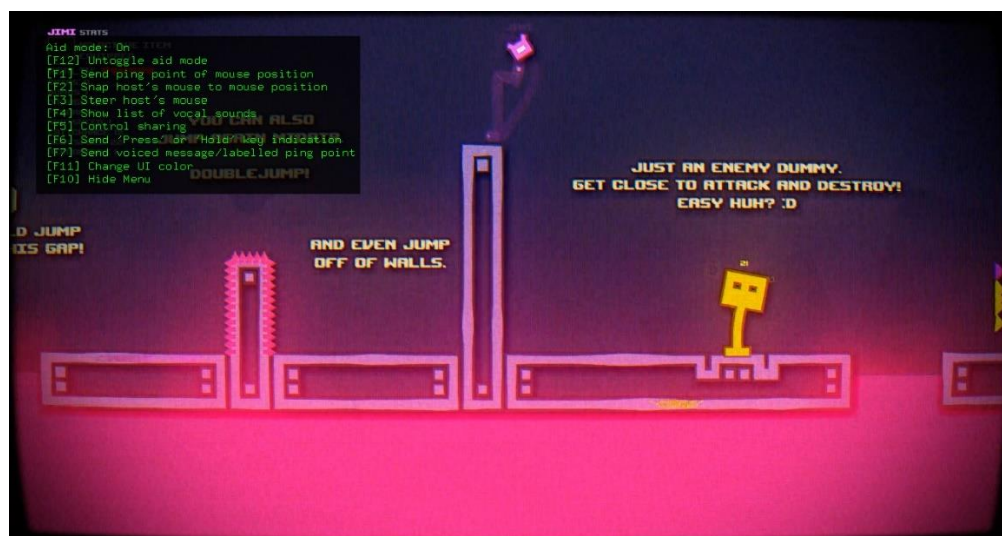 JIMI STATS
Aid mode: On
[F12] Untoggle aid mode
[F1] Send ping point of mouse position
[F2] Snap host's mouse to mouse position
[F3] Steer host's mouse
[F4] Show list of vocal sounds
[F5] Control sharing
[F6] Send 'Press' or 'Hold' key indication
[F7] Send voiced message/labelled ping point
[F11] Change UI color
[F10] Hide Menu
YOU CAN ALSO
JUMP AGAIN MIDAIR
DOUBLEJUMP!
D JUMP
IS GAP!
AND EVEN JUMP
OFF OF WALLS.
JUST AN ENEMY DUMMY.
GET CLOSE TO ATTACK AND DESTROY!
EASY HUH? :D
21